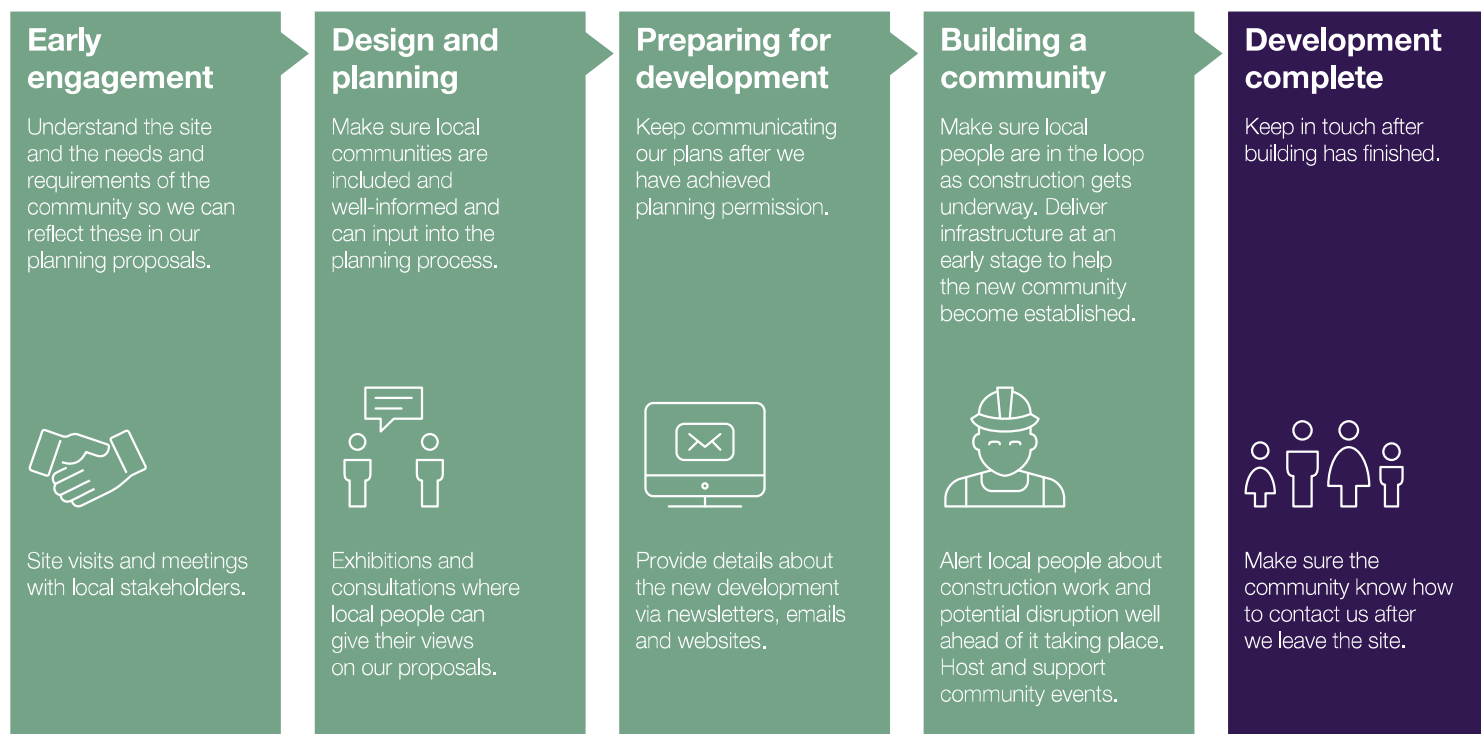 Early
engagement
Understand the site
and the needs and
requirements of the
community so we can
reflect these in our
planning proposals.
Site visits and meetings
with local stakeholders.
Design and
planning
Make sure local
communities are
included and
well-informed and
can input into the
planning process.
Exhibitions and
consultations where
local people can
give their views
on our proposals.
Preparing for
development
Keep communicating
our plans after we
have achieved
planning permission.
Provide details about
the new development
via newsletters, emails
and websites.
Building a
community
Make sure local
people are in the loop
as construction gets
underway. Deliver
infrastructure at an
early stage to help
the new community
become established.
Alert local people about
construction work and
potential disruption well
ahead of it taking place.
Host and support
community events.
Development
complete
Keep in touch after
building has finished.
Make sure the
community know how
to contact us after
we leave the site.